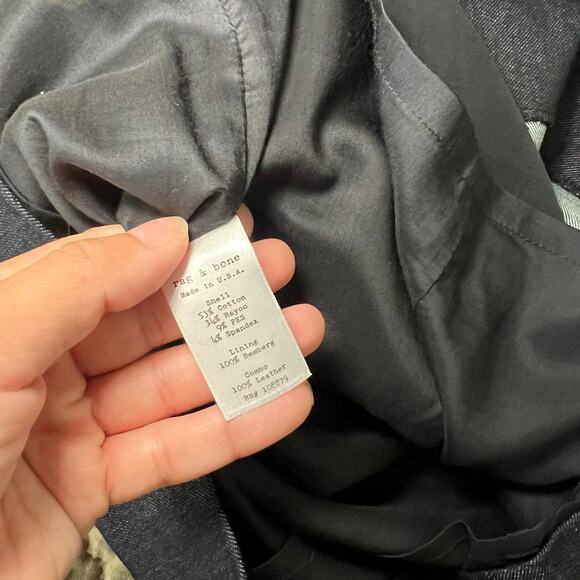 rag & bone
Made in U.S.A.
Shell
53% Cotton
34% Rayon
9% PES
4% Spandex
Lining
100% Bemberg
Combo
100% Leather
RN# 108879